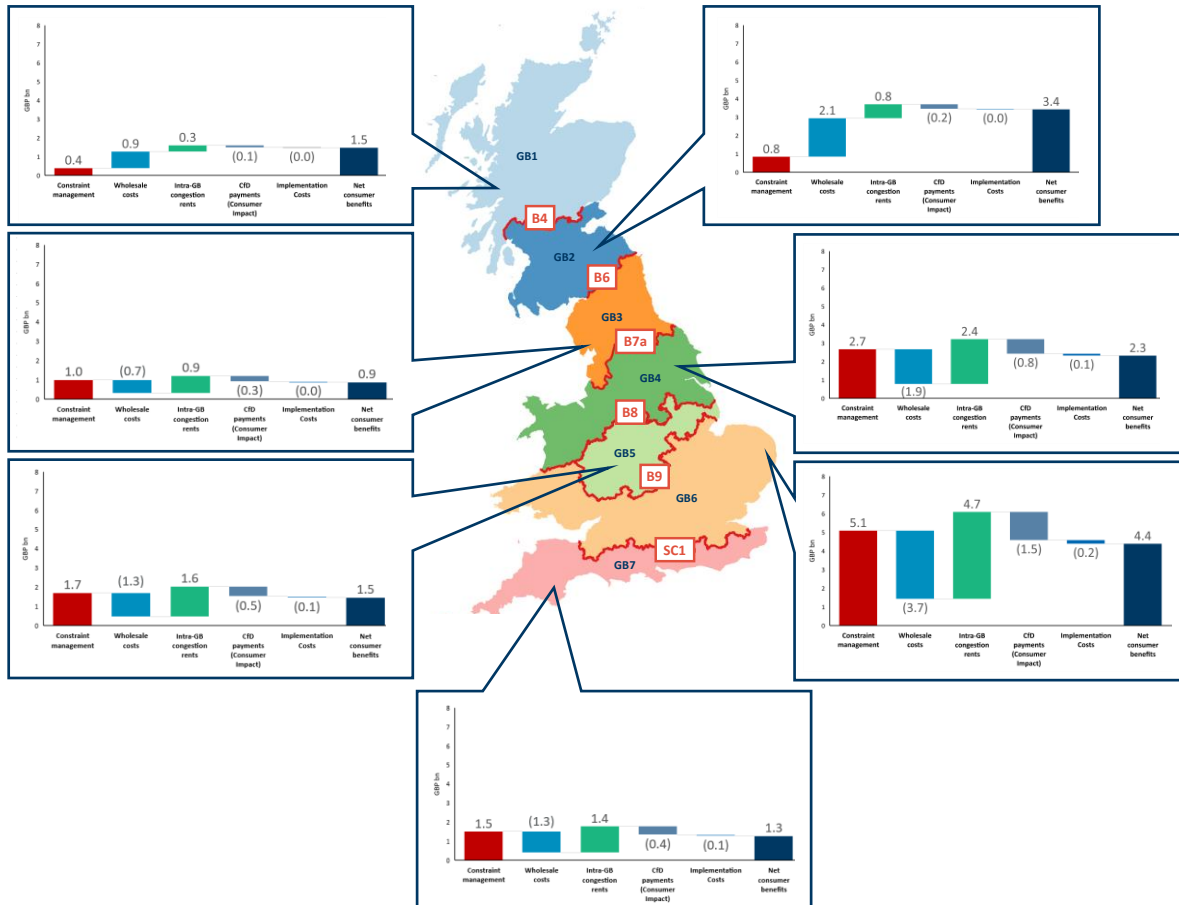 GBP bn
8
7
6
5
4
3
2
1
0
0.4
0.9
0.3
(0.1)
(0.0)
1.5
Constraint
management
Wholesale
costs
Intra-GB
congestion
rents
CfD
payments
(Consumer
Impact)
Implementation
Costs
Net
consumer
benefits
GBP bn
8
7
6
5
4
3
2
1
0
0.8
2.1
0.8
(0.2)
(0.0)
3.4
Constraint
management
Wholesale
costs
Intra-GB
congestion
rents
CfD
payments
(Consumer
Impact)
Implementation
Costs
Net
consumer
benefits
GBP bn
8
7
6
5
4
3
2
1
0
1.0
(0.7)
0.9
(0.3)
(0.0)
0.9
Constraint
management
Wholesale
costs
Intra-GB
congestion
rents
CfD
payments
(Consumer
Impact)
Implementation
Costs
Net
consumer
benefits
GBP bn
8
7
6
5
4
3
2
1
0
2.7
(1.9)
2.4
(0.8)
(0.1)
2.3
Constraint
management
Wholesale
costs
Intra-GB
congestion
rents
CfD
payments
(Consumer
Impact)
Implementation
Costs
Net
consumer
benefits
GBP bn
8
7
6
5
4
3
2
1
0
1.7
(1.3)
1.6
(0.5)
(0.1)
1.5
Constraint
management
Wholesale
costs
Intra-GB
congestion
rents
CfD
payments
(Consumer
Impact)
Implementation
Costs
Net
consumer
benefits
GBP bn
8
7
6
5
4
3
2
1
0
5.1
(3.7)
4.7
(1.5)
(0.2)
4.4
Constraint
management
Wholesale
costs
Intra-GB
congestion
rents
CfD
payments
(Consumer
Impact)
Implementation
Costs
Net
consumer
benefits
GBP bn
8
7
6
5
4
3
2
1
0
1.5
(1.3)
1.4
(0.4)
(0.1)
1.3
Constraint
management
Wholesale
costs
Intra-GB
congestion
rents
CfD
payments
(Consumer
Impact)
Implementation
Costs
Net
consumer
benefits
GB1
B4
GB2
B6
GB3
B7a
GB4
B8
GB5
B9
GB6
SC1
GB7